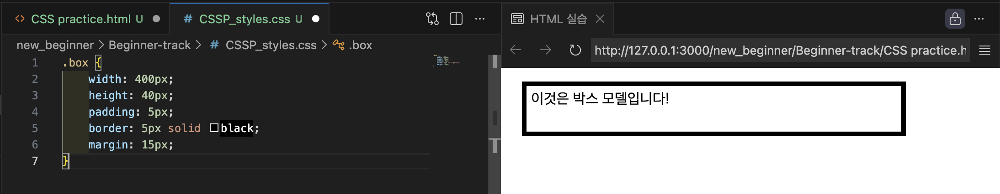 CSS practice.html U
# CSSP_styles.css U
new_beginner > Beginner-track > # CSSP_styles.css > .box
1 .box {
2 width: 400px;
3 height: 40px;
4 padding: 5px;
5 border: 5px solid black;
6 margin: 15px;
7 }
HTML 실습
http://127.0.0.1:3000/new_beginner/Beginner-track/CSS practice.h
이것은 박스 모델입니다!